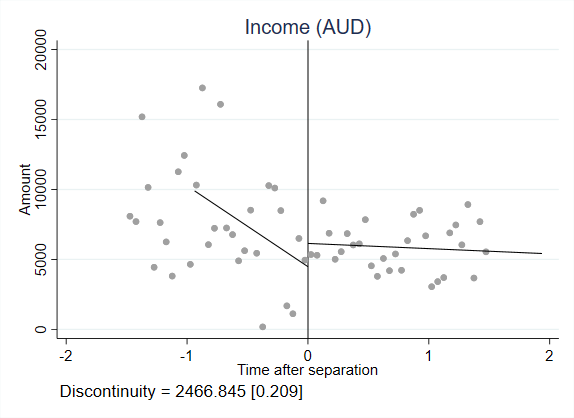 Income (AUD)
Amount
20000
15000
10000
5000
0
-2
-1
0
1
2
Time after separation
Discontinuity = 2466.845 [0.209]